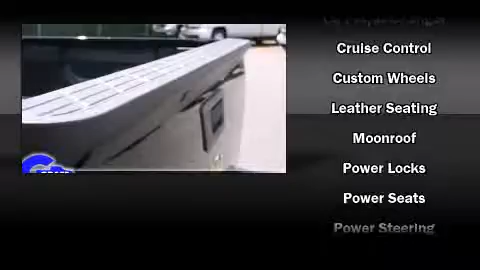 Cruise Control
Custom Wheels
Leather Seating
Moonroof
Power Locks
Power Seats
Power Steering